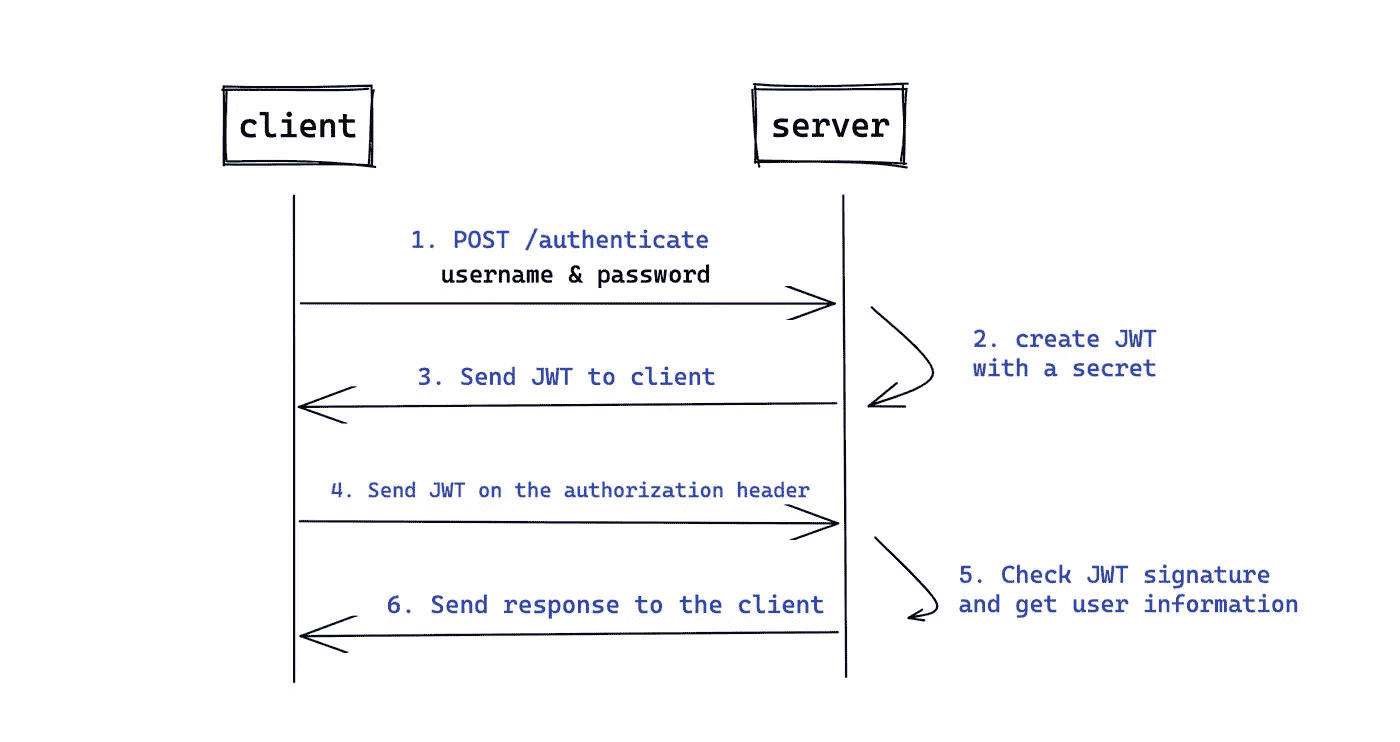 client
server
1. POST /authenticate
username & password
2. create JWT
with a secret
3. Send JWT to client
4. Send JWT on the authorization header
5. Check JWT signature
and get user information
6. Send response to the client